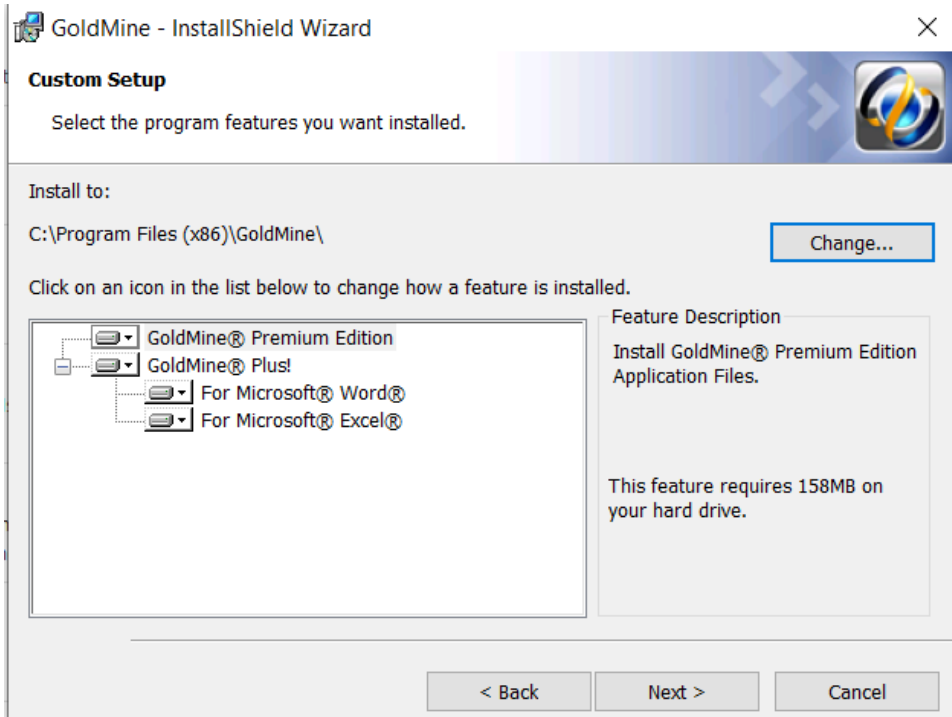 GoldMine - InstallShield Wizard
Custom Setup
Select the program features you want installed.
Install to:
C:\Program Files (x86)\GoldMine\
Change...
Click on an icon in the list below to change how a feature is installed.
GoldMine® Premium Edition
GoldMine® Plus!
For Microsoft® Word®
For Microsoft® Excel®
Feature Description
Install GoldMine® Premium Edition
Application Files.
This feature requires 158MB on
your hard drive.
< Back
Next >
Cancel